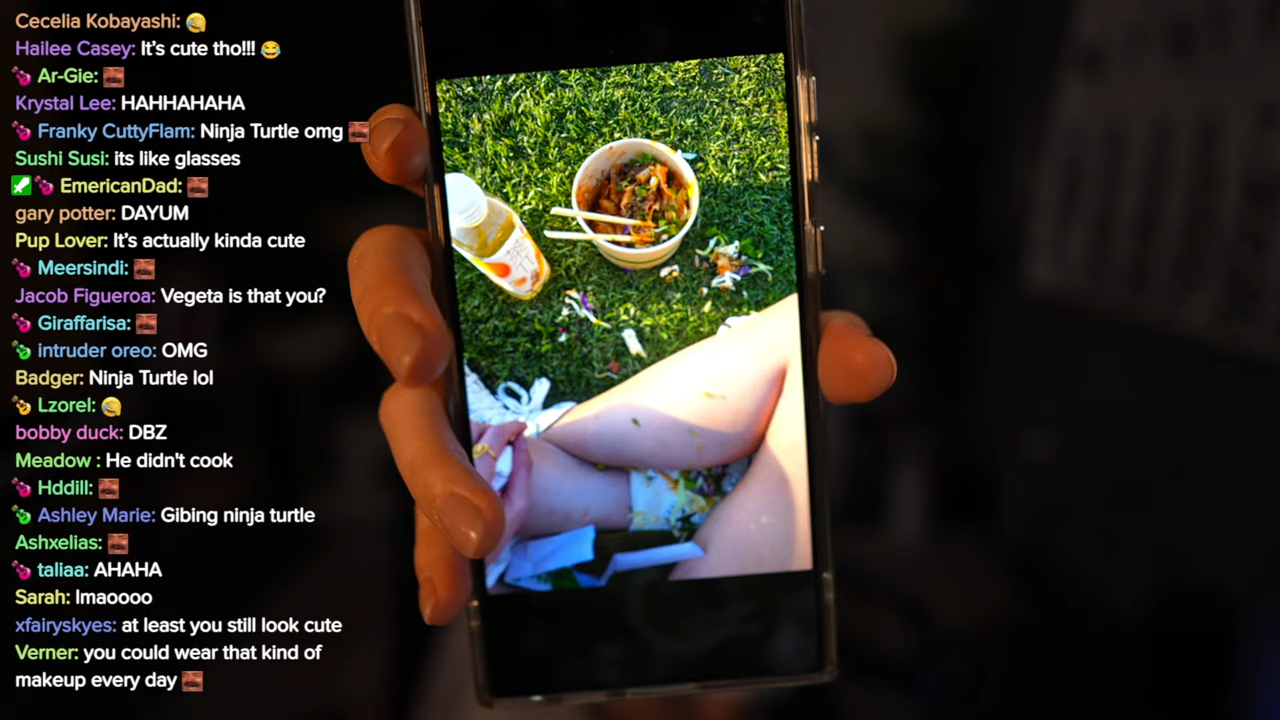 Cecelia Kobayashi:
Hailee Casey: It's cute tho!!!
Ar-Gie:
Krystal Lee: HAHHAHAHA
Franky CuttyFlam: Ninja Turtle omg
Sushi Susi: its like glasses
EmericanDad:
gary potter: DAYUM
Pup Lover: It's actually kinda cute
Meersindi:
Jacob Figueroa: Vegeta is that you?
Giraffarisa:
intruder oreo: OMG
Badger: Ninja Turtle lol
Lzorel:
bobby duck: DBZ
Meadow : He didn't cook
Hddill:
Ashley Marie: Gibing ninja turtle
Ashxelias:
taliaa: AHAHA
Sarah: lmaoooo
xfairyskyes: at least you still look cute
Verner: you could wear that kind of
makeup every day